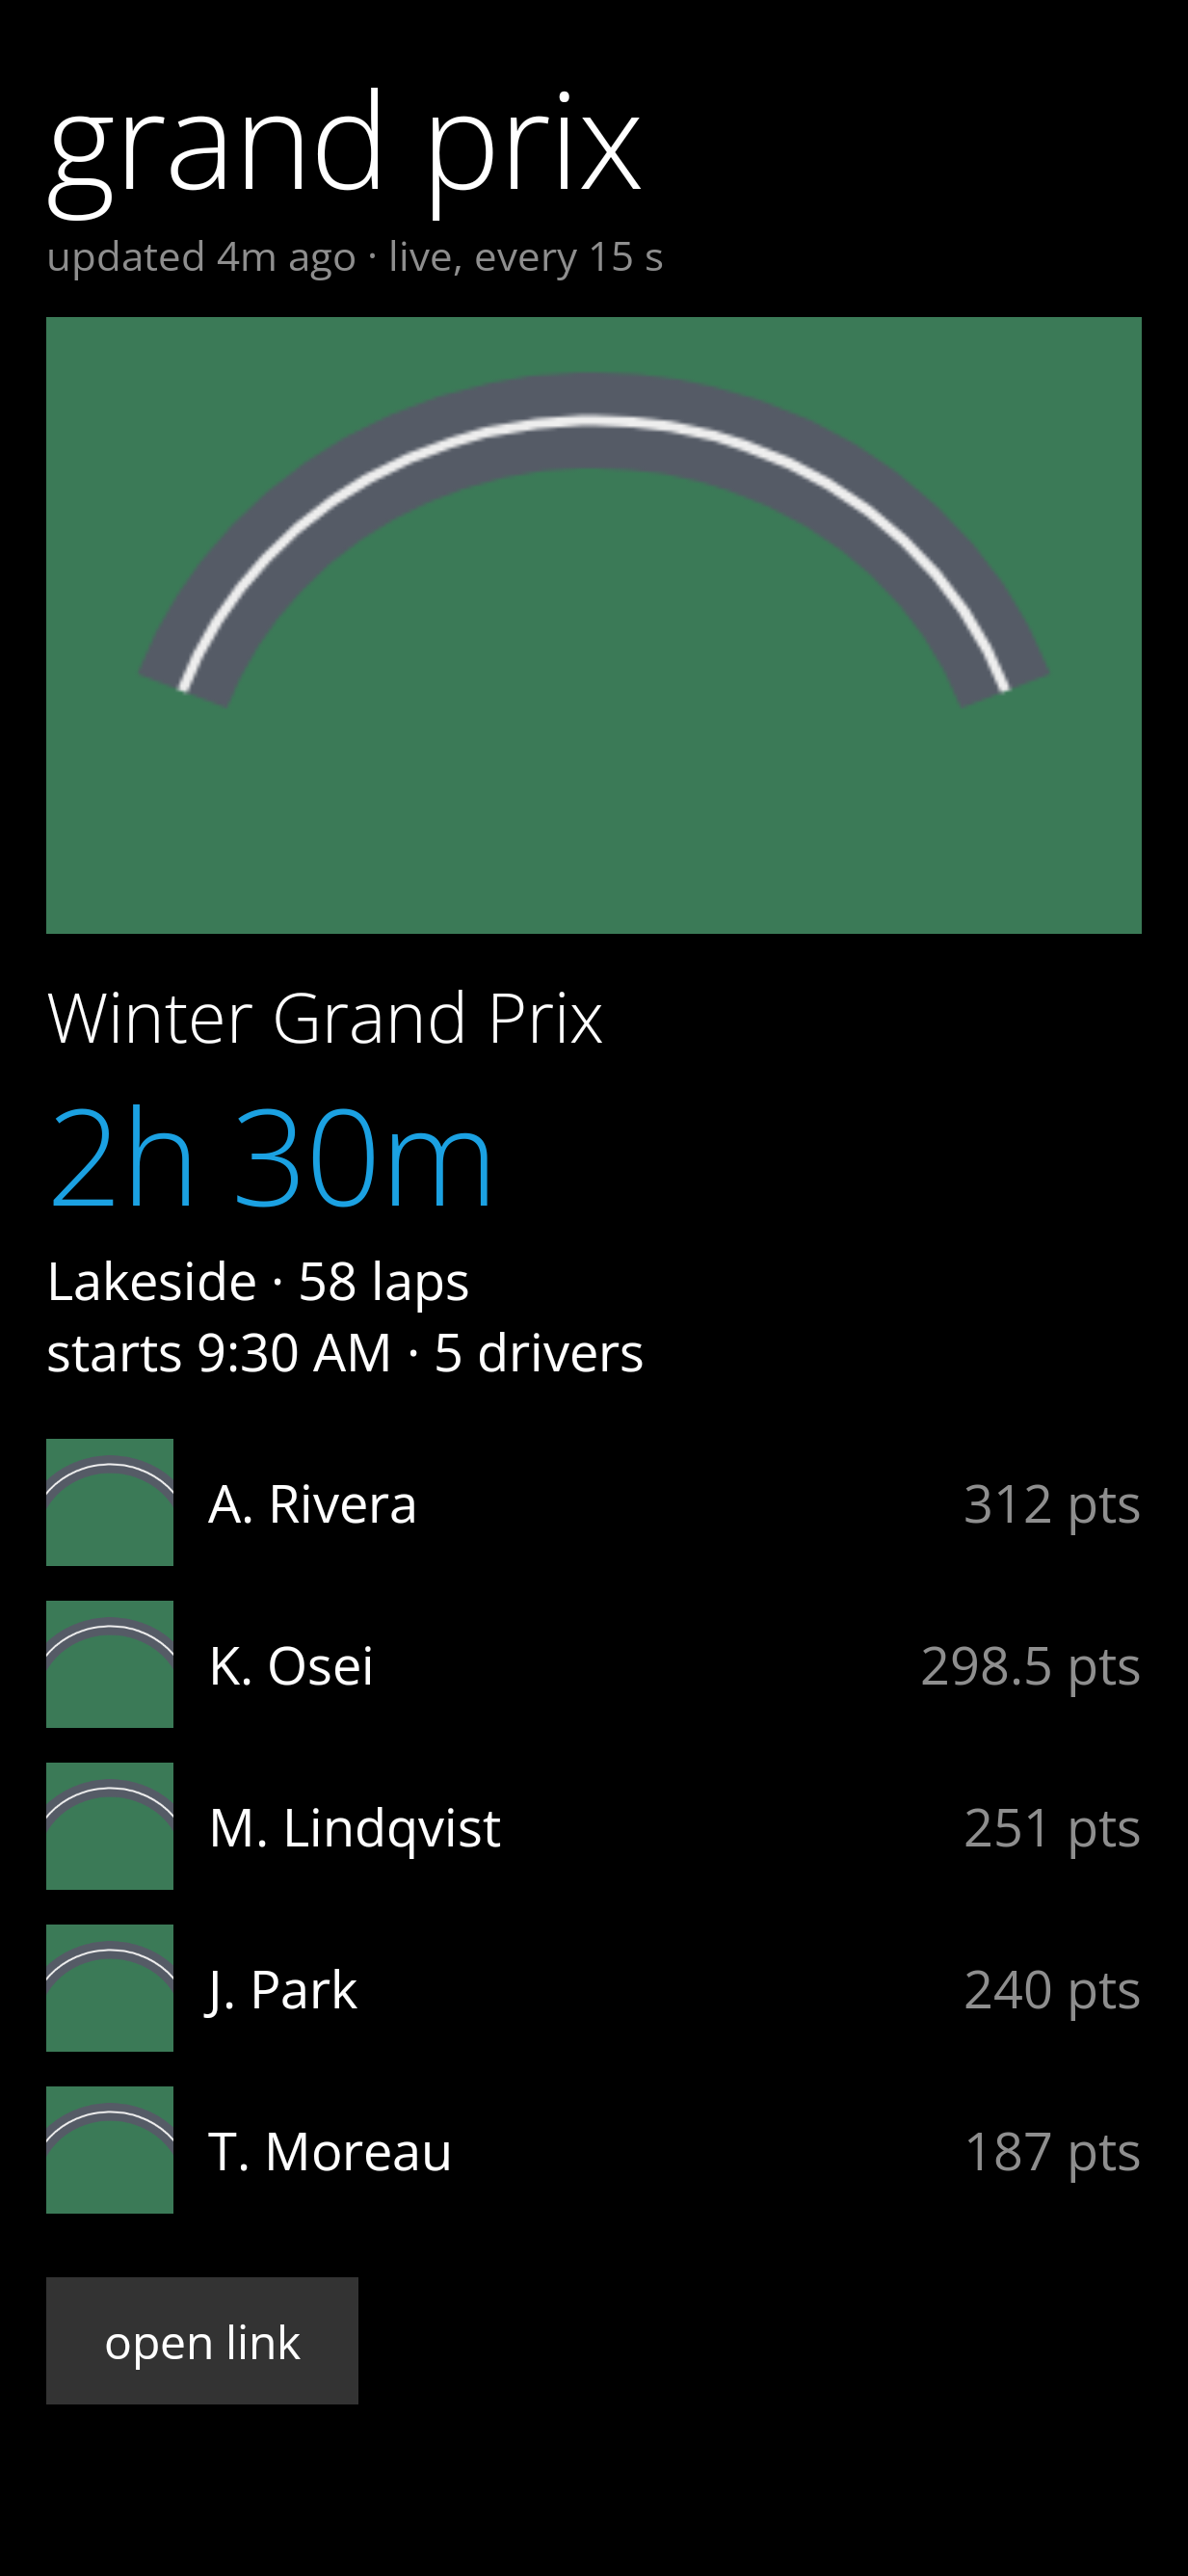 grand prix
updated 4m ago · live, every 15 s
Winter Grand Prix
2h 30m
Lakeside · 58 laps
starts 9:30 AM · 5 drivers
A. Rivera 312 pts
K. Osei 298.5 pts
M. Lindqvist 251 pts
J. Park 240 pts
T. Moreau 187 pts
open link